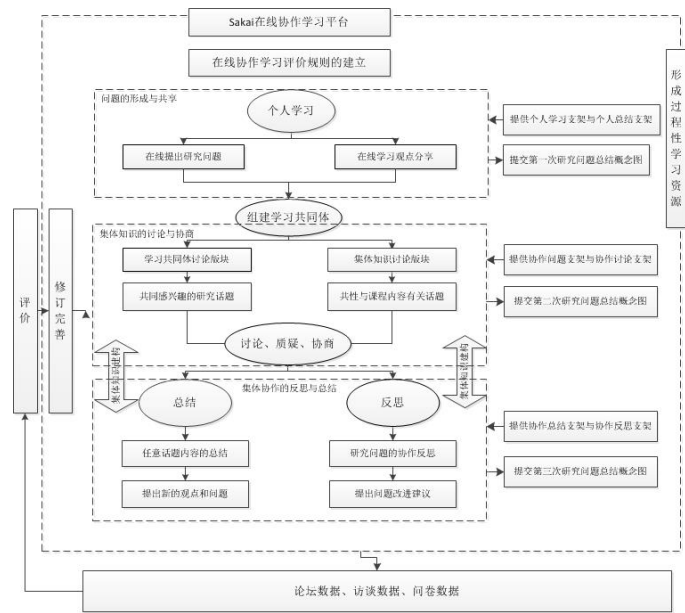 Sakai在线协作学习平台
在线协作学习评价规则的建立
形成过程性学习资源
问题的形成与共享
个人学习
提供个人学习支架与个人总结支架
在线提出研究问题
在线学习观点分享
提交第一次研究问题总结概念图
组建学习共同体
集体知识的讨论与协商
学习共同体讨论版块
集体知识讨论版块
提供协作问题支架与协作讨论支架
共同感兴趣的研究话题
共性与课程内容有关话题
提交第二次研究问题总结概念图
评价
修订完善
讨论、质疑、协商
集体知识建构
集体知识建构
集体协作的反思与总结
总结
反思
提供协作总结支架与协作反思支架
任意话题内容的总结
研究问题的协作反思
提交第三次研究问题总结概念图
提出新的观点和问题
提出问题改进建议
论坛数据、访谈数据、问卷数据